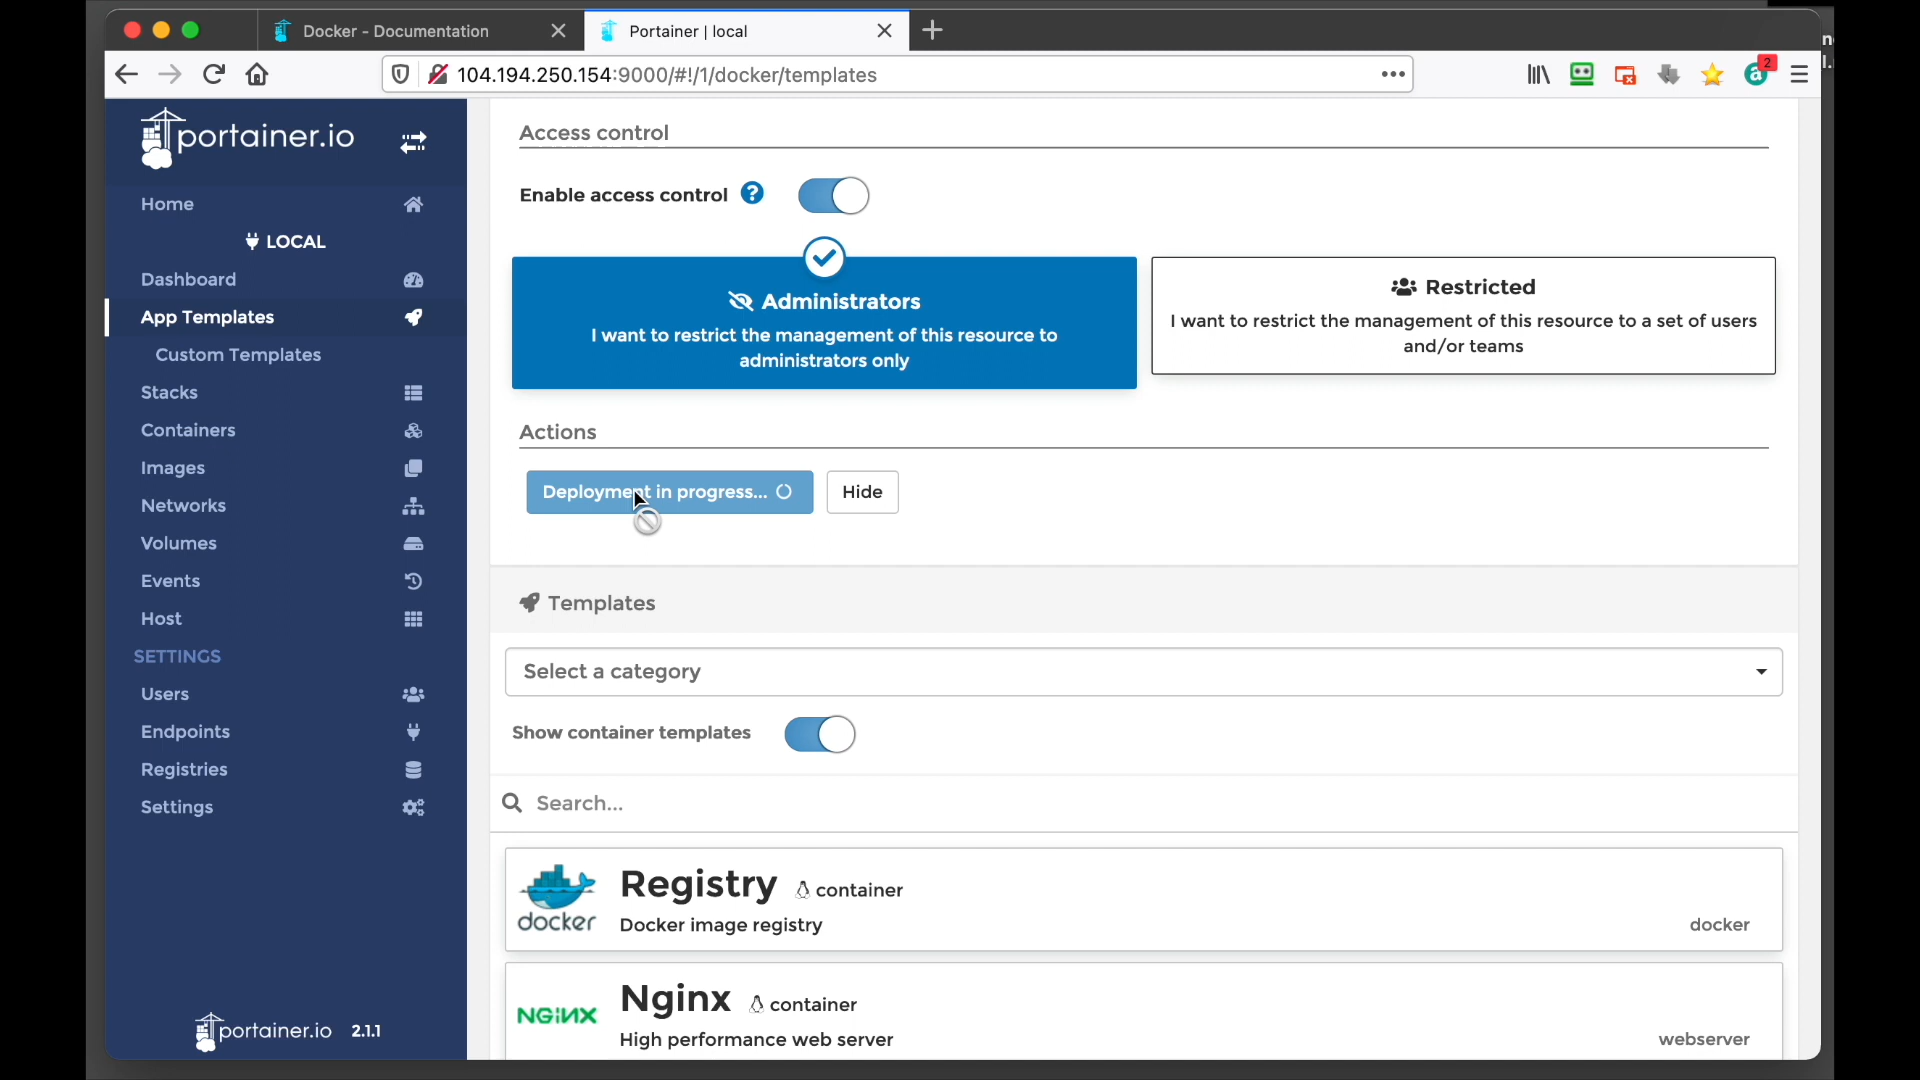 Docker - Documentation
Portainer | local
104.194.250.154:9000/#!/1/docker/templates
2
portainer.io
Home
LOCAL
Dashboard
App Templates
Custom Templates
Stacks
Containers
Images
Networks
Volumes
Events
Host
SETTINGS
Users
Endpoints
Registries
Settings
portainer.io 2.1.1
Access control
Enable access control
Administrators
I want to restrict the management of this resource to
administrators only
Restricted
I want to restrict the management of this resource to a set of users
and/or teams
Actions
Deployment in progress...
Hide
Templates
Select a category
Show container templates
Search...
docker
Registry container
Docker image registry
docker
NGINX
Nginx container
High performance web server
webserver